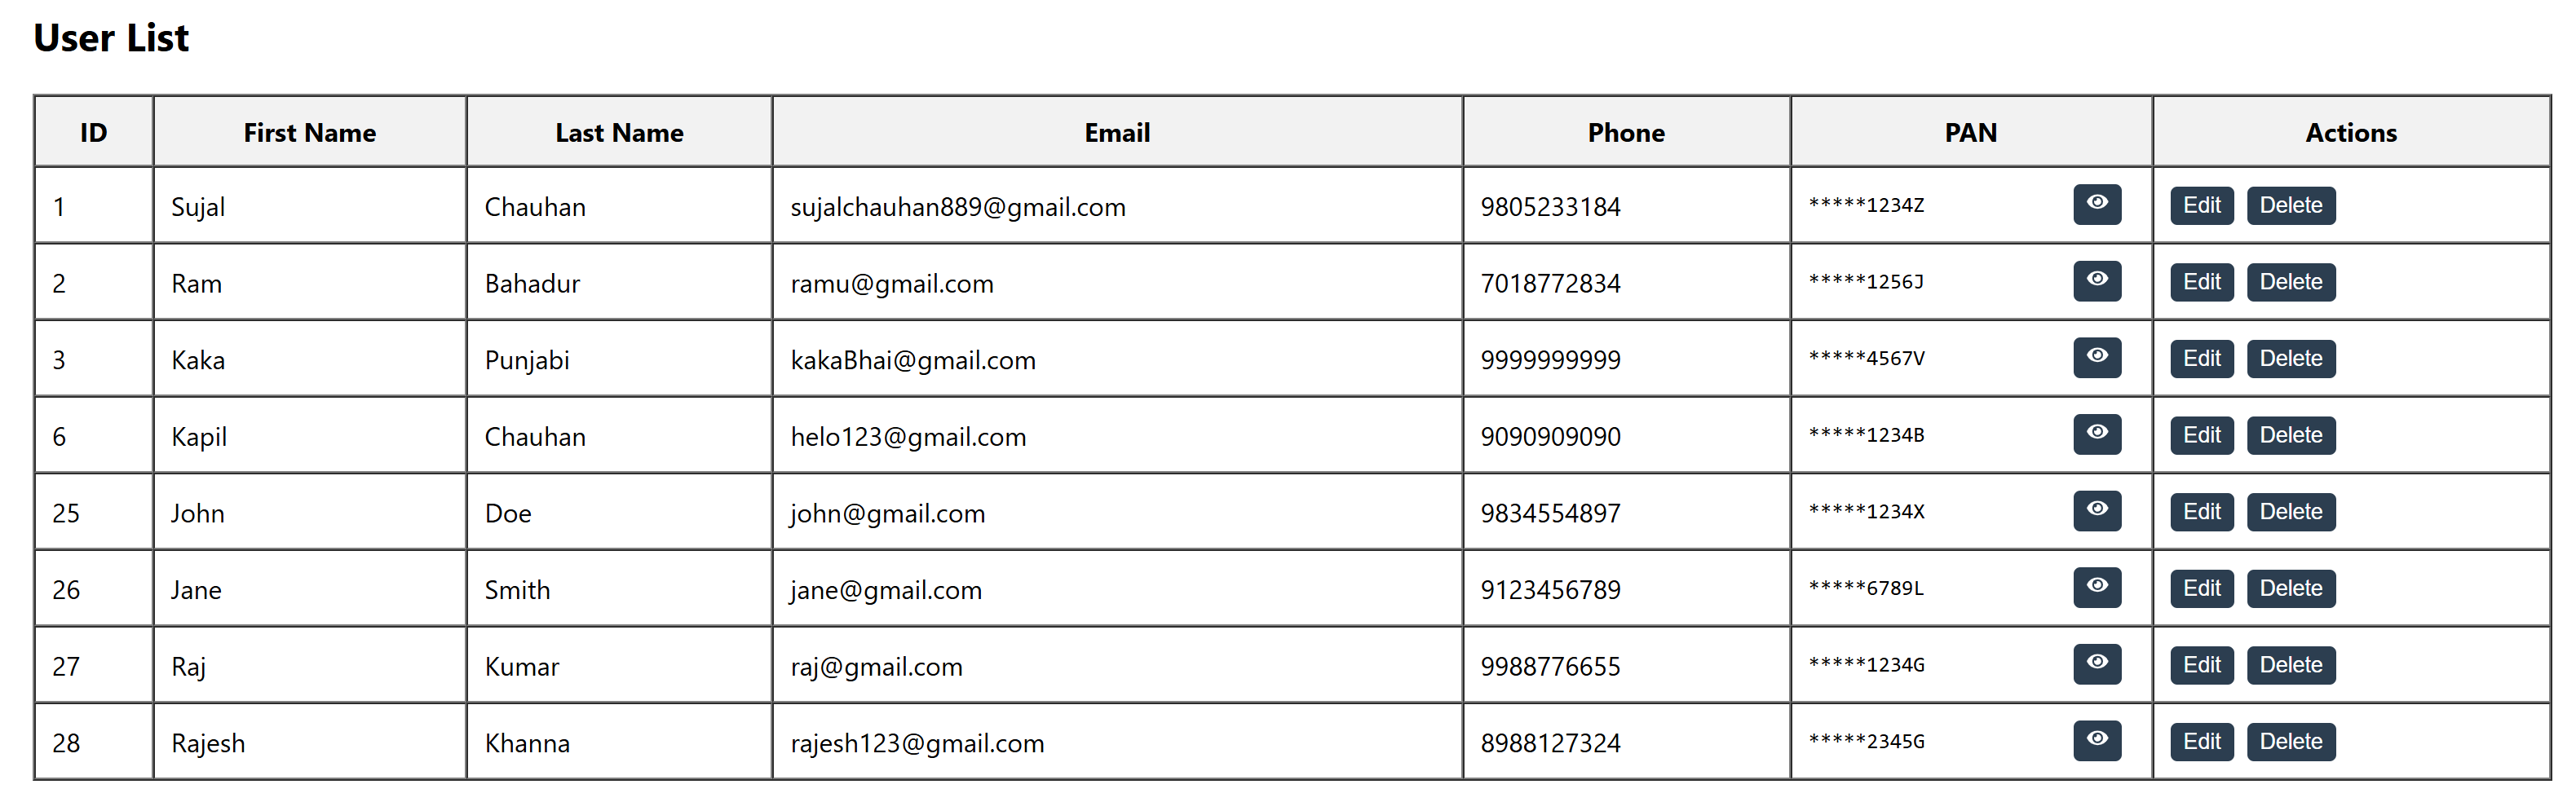 User List
ID First Name Last Name Email Phone PAN Actions
1 Sujal Chauhan sujalchauhan889@gmail.com 9805233184 *****1234Z Edit Delete
2 Ram Bahadur ramu@gmail.com 7018772834 *****1256J Edit Delete
3 Kaka Punjabi kakaBhai@gmail.com 9999999999 *****4567V Edit Delete
6 Kapil Chauhan helo123@gmail.com 9090909090 *****1234B Edit Delete
25 John Doe john@gmail.com 9834554897 *****1234X Edit Delete
26 Jane Smith jane@gmail.com 9123456789 *****6789L Edit Delete
27 Raj Kumar raj@gmail.com 9988776655 *****1234G Edit Delete
28 Rajesh Khanna rajesh123@gmail.com 8988127324 *****2345G Edit Delete